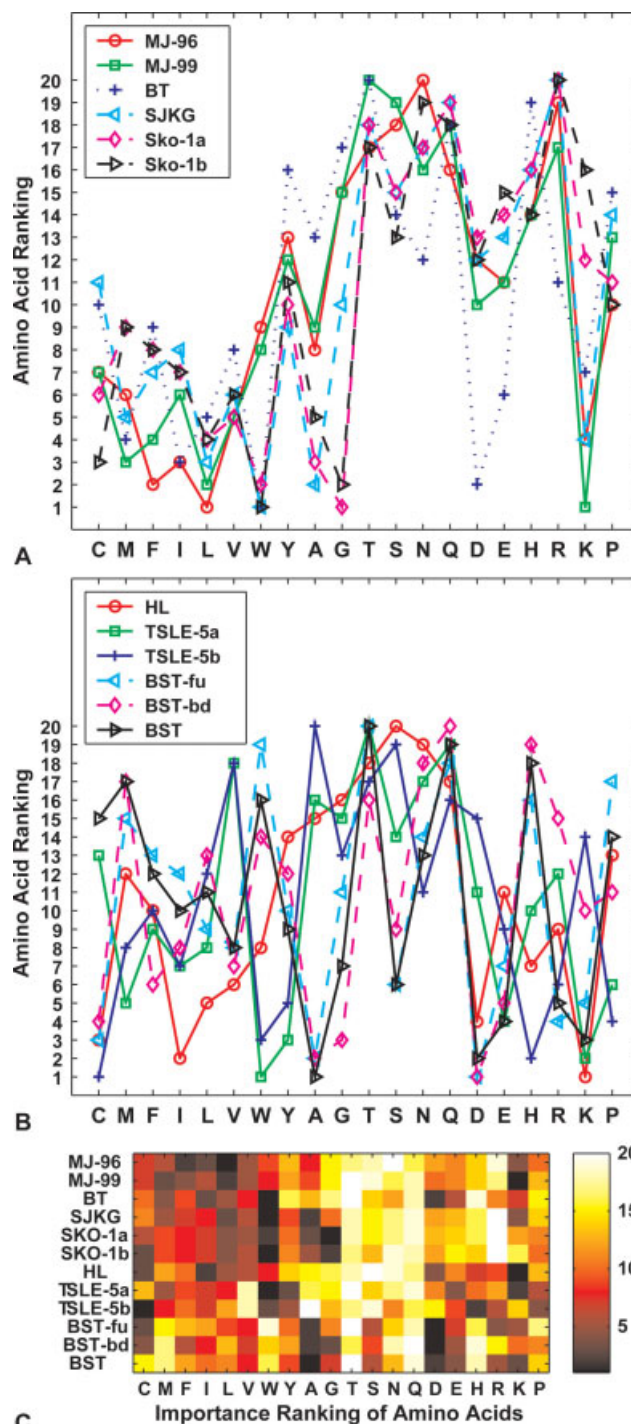 MJ-96
MJ-99
BT
SJKG
Sko-1a
Sko-1b
Amino Acid Ranking
20
19
18
17
16
15
14
13
12
11
10
9
8
7
6
5
4
3
2
1
C M F I L V W Y A G T S N Q D E H R K P
A
HL
TSLE-5a
TSLE-5b
BST-fu
BST-bd
BST
Amino Acid Ranking
20
19
18
17
16
15
14
13
12
11
10
9
8
7
6
5
4
3
2
1
C M F I L V W Y A G T S N Q D E H R K P
B
MJ-96
MJ-99
BT
SJKG
SKO-1a
SKO-1b
HL
TSLE-5a
TSLE-5b
BST-fu
BST-bd
BST
20
15
10
5
C M F I L V W Y A G T S N Q D E H R K P
C
Importance Ranking of Amino Acids